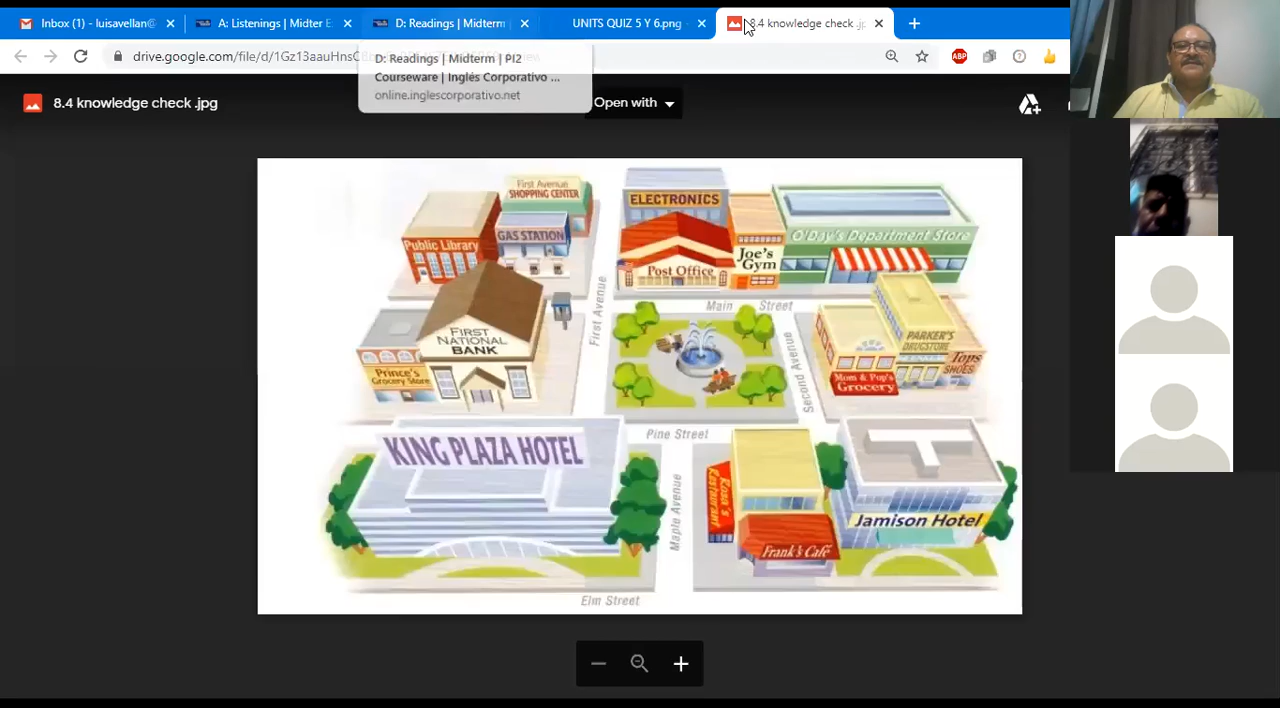 Inbox (1) - luisavellan@
A: Listenings | Midter E
D: Readings | Midterm
UNITS QUIZ 5 Y 6.png
8.4 knowledge check .jp
drive.google.com/file/d/1Gz13aauHnsC
ABP
D: Readings | Midterm | PI2
Courseware | Inglés Corporativo ...
online.inglescorporativo.net
8.4 knowledge check .jpg
Open with
First Avenue
SHOPPING CENTER
ELECTRONICS
Public Library
GAS STATION
Post Office
Joe's
Gym
O'Day's Department Store
First Avenue
Main Street
FIRST
NATIONAL
BANK
Prince's
Grocery Store
Second Avenue
PARKER'S
DRUGSTORE
Tops
SHOES
Mom & Pop's
Grocery
KING PLAZA HOTEL
Pine Street
Maple Avenue
Rosa's
Restaurant
Frank's Café
Jamison Hotel
Elm Street